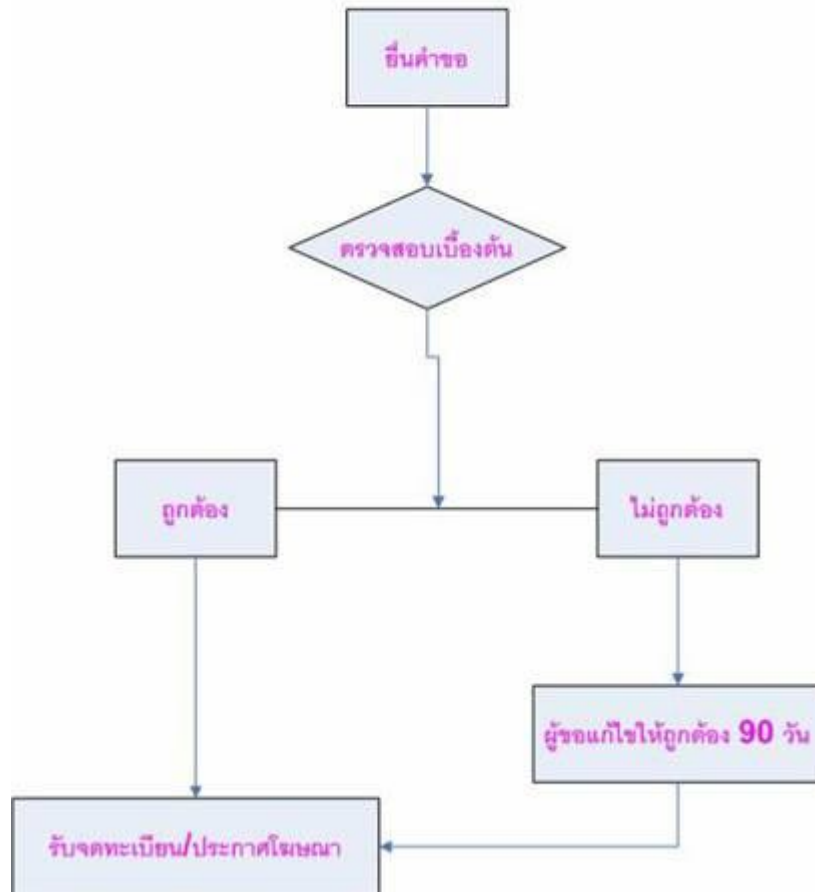 ยื่นคำขอ
ตรวจสอบเบื้องต้น
ถูกต้อง
ไม่ถูกต้อง
ผู้ขอแก้ไขให้ถูกต้อง 90 วัน
รับจดทะเบียน/ประกาศโฆษณา